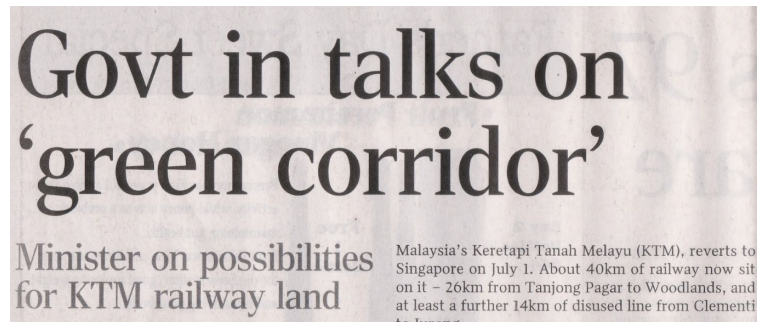 Govt in talks on
‘green corridor’
Minister on possibilities
for KTM railway land
Malaysia's Keretapi Tanah Melayu (KTM), reverts to
Singapore on July 1. About 40km of railway now sit
on it – 26km from Tanjong Pagar to Woodlands, and
at least a further 14km of disused line from Clementi